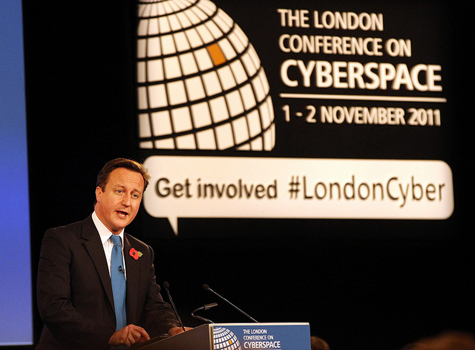 THE LONDON
CONFERENCE ON
CYBERSPACE
1 - 2 NOVEMBER 2011
Get involved #LondonCyber
THE LONDON
CONFERENCE ON
CYBERSPACE